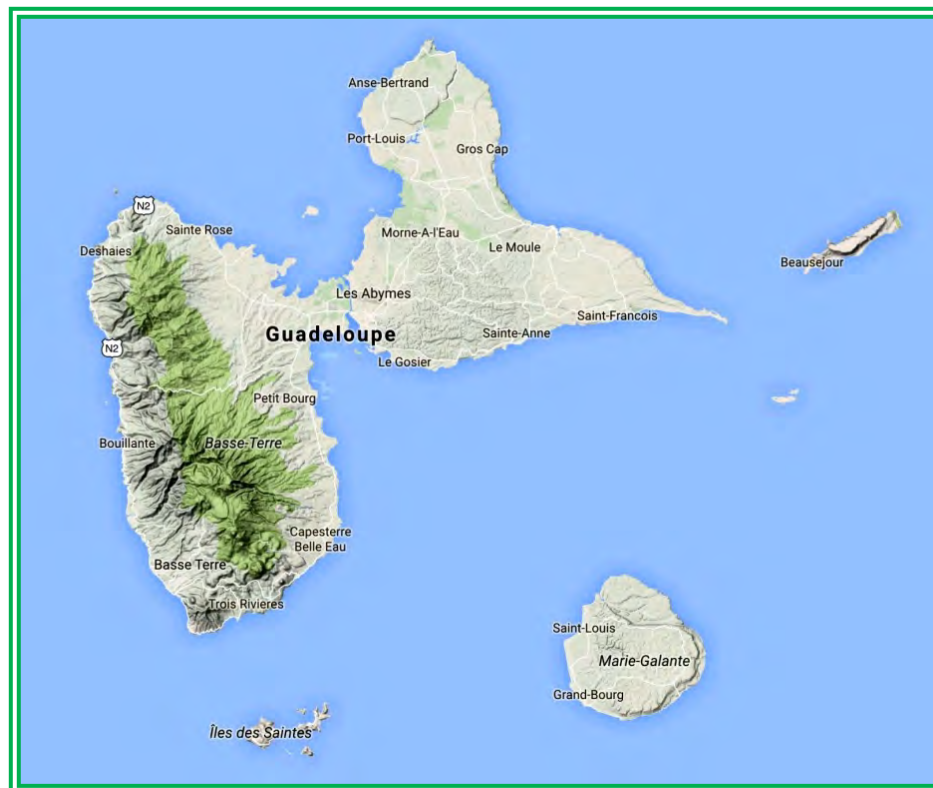 Anse-Bertrand
Port-Louis
Gros Cap
N2
Sainte Rose
Morne-A-l'Eau
Deshaies
Le Moule
Beausejour
Les Abymes
Saint-Francois
Guadeloupe
Sainte-Anne
N2
Le Gosier
Petit Bourg
Bouillante
Basse-Terre
Capesterre
Belle Eau
Basse Terre
Trois Rivieres
Saint-Louis
Marie-Galante
Grand-Bourg
Îles des Saintes